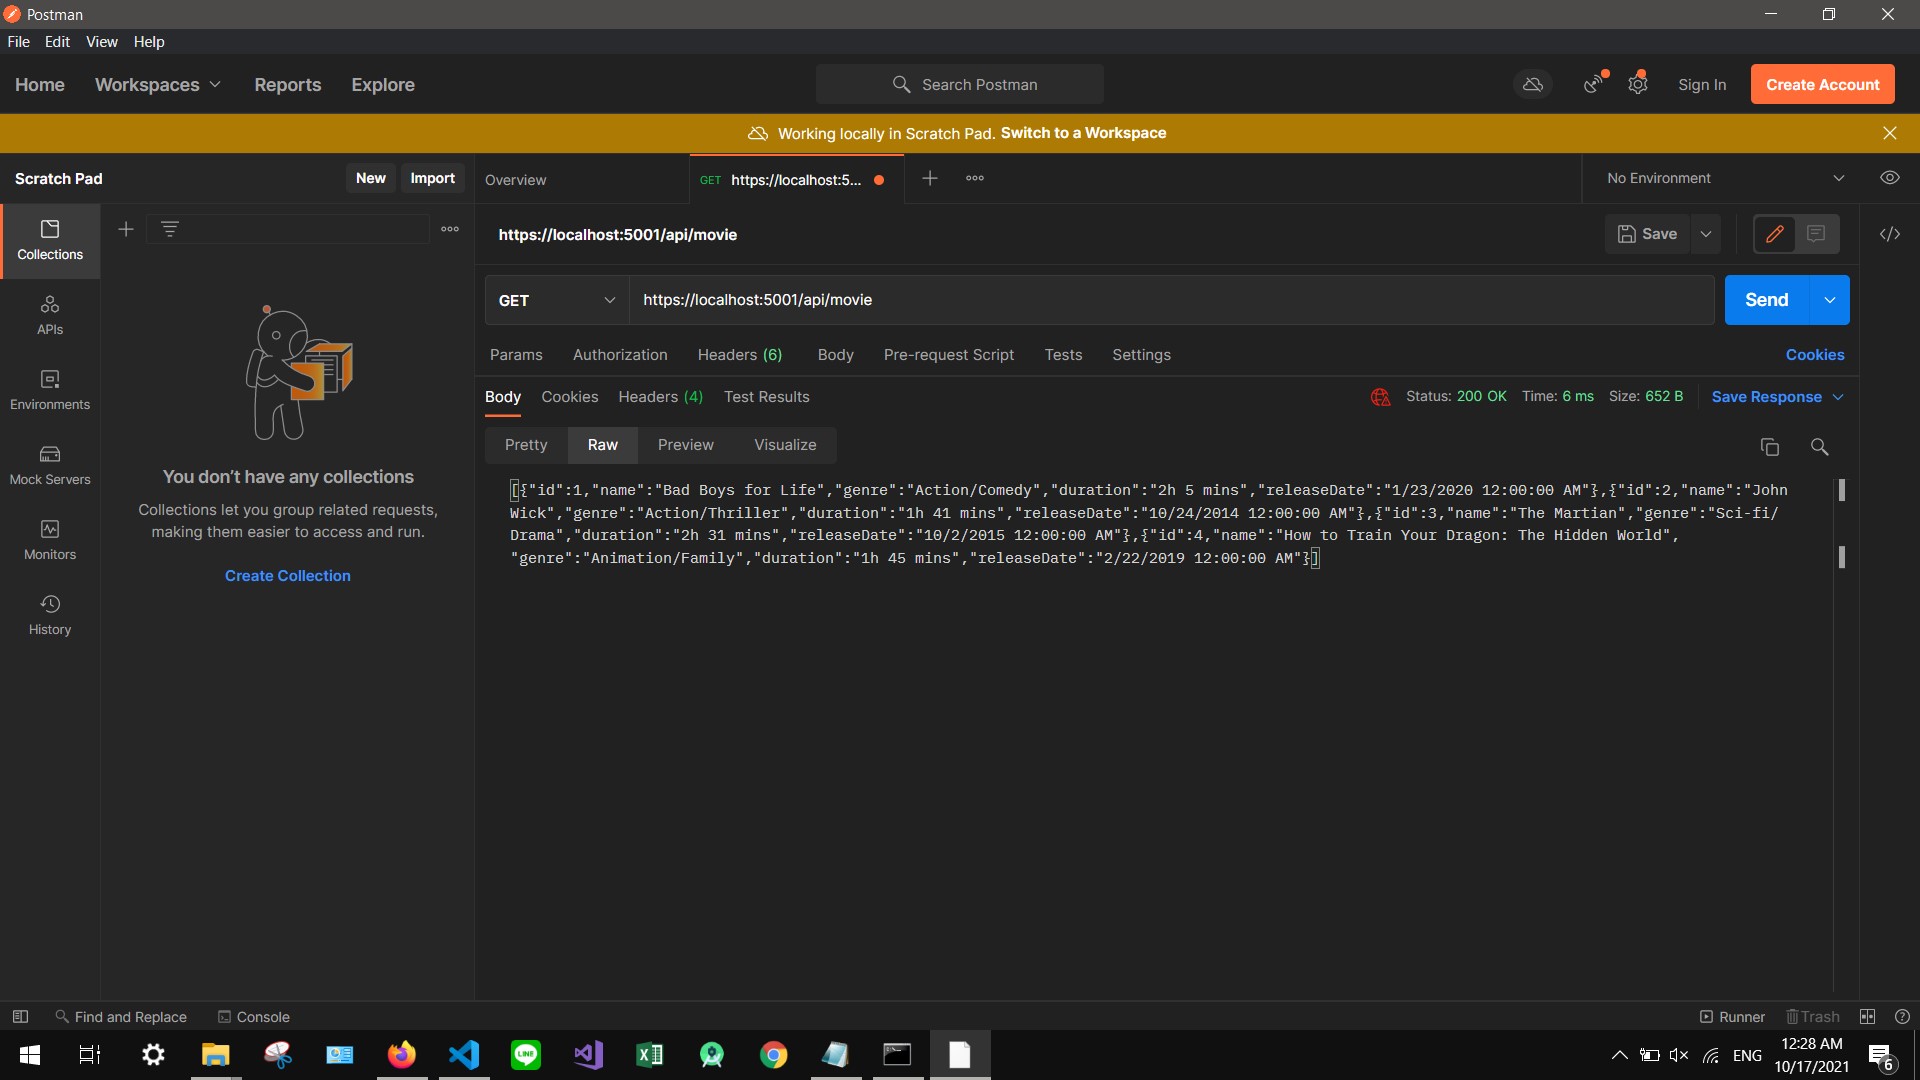 Postman
File Edit View Help
Home Workspaces Reports Explore
Search Postman
Sign In
Create Account
Working locally in Scratch Pad. Switch to a Workspace
Scratch Pad
New
Import
Overview
GET https://localhost:5...
No Environment
Collections
APIs
Environments
Mock Servers
Monitors
History
You don’t have any collections
Collections let you group related requests,
making them easier to access and run.
Create Collection
https://localhost:5001/api/movie
Save
GET
https://localhost:5001/api/movie
Send
Params Authorization Headers (6) Body Pre-request Script Tests Settings
Cookies
Body Cookies Headers (4) Test Results
Status: 200 OK Time: 6 ms Size: 652 B
Save Response
Pretty Raw Preview Visualize
[{"id":1,"name":"Bad Boys for Life","genre":"Action/Comedy","duration":"2h 5 mins","releaseDate":"1/23/2020 12:00:00 AM"},{"id":2,"name":"John
Wick","genre":"Action/Thriller","duration":"1h 41 mins","releaseDate":"10/24/2014 12:00:00 AM"},{"id":3,"name":"The Martian","genre":"Sci-fi/
Drama","duration":"2h 31 mins","releaseDate":"10/2/2015 12:00:00 AM"},{"id":4,"name":"How to Train Your Dragon: The Hidden World",
"genre":"Animation/Family","duration":"1h 45 mins","releaseDate":"2/22/2019 12:00:00 AM"}]
Find and Replace
Console
Runner
Trash
LINE
ENG
12:28 AM
10/17/2021
6